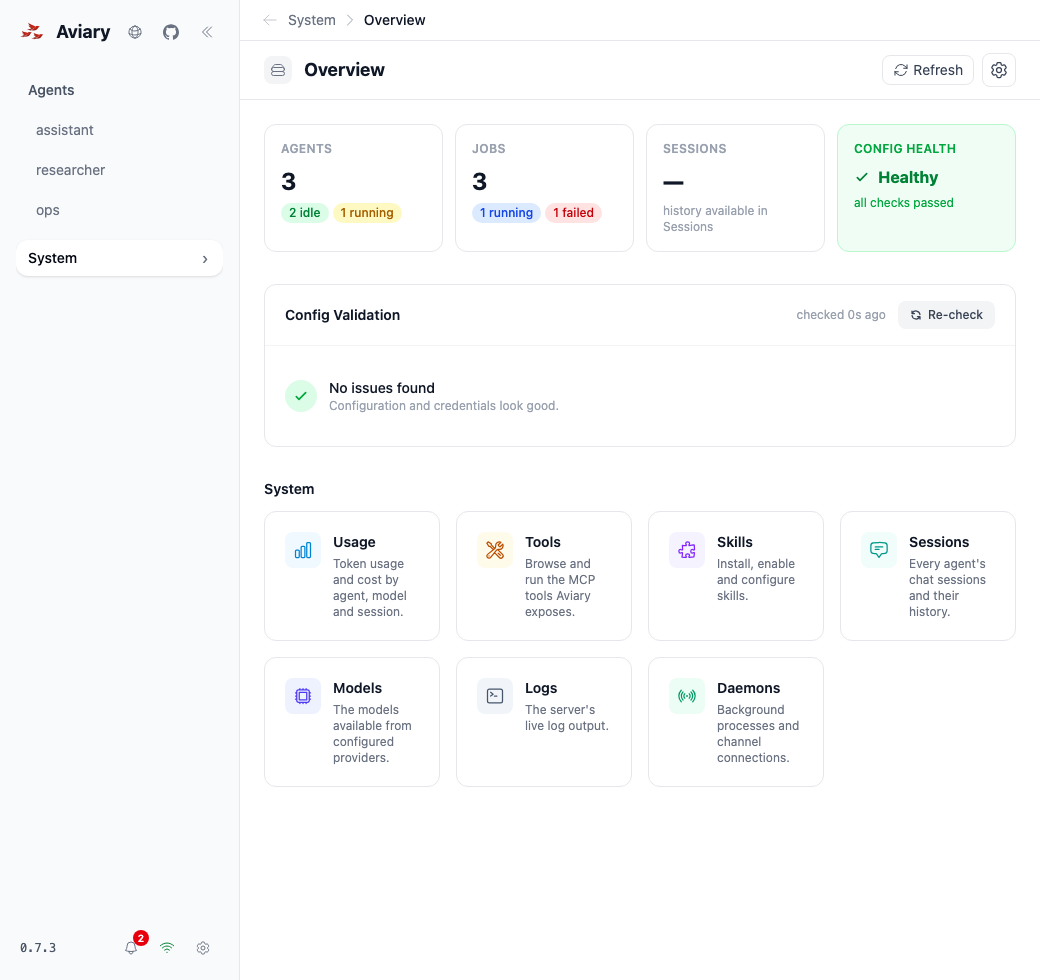 Aviary
Agents
assistant
researcher
ops
System
0.7.3
2
System
Overview
Overview
Refresh
AGENTS
3
2 idle
1 running
JOBS
3
1 running
1 failed
SESSIONS
—
history available in
Sessions
CONFIG HEALTH
Healthy
all checks passed
Config Validation
checked 0s ago
Re-check
No issues found
Configuration and credentials look good.
System
Usage
Token usage
and cost by
agent, model
and session.
Tools
Browse and
run the MCP
tools Aviary
exposes.
Skills
Install, enable
and configure
skills.
Sessions
Every agent's
chat sessions
and their
history.
Models
The models
available from
configured
providers.
Logs
The server's
live log output.
Daemons
Background
processes and
channel
connections.